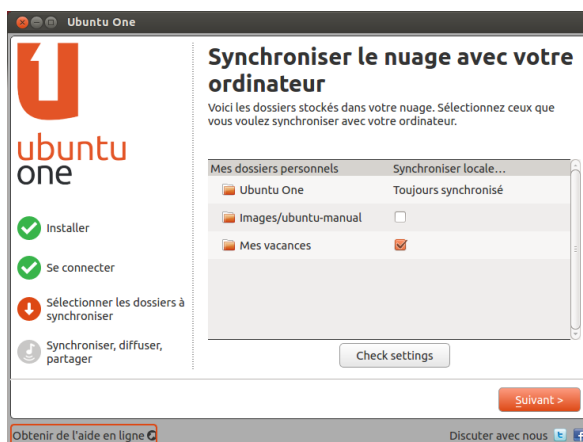 Ubuntu One
Synchroniser le nuage avec votre
ordinateur
Voici les dossiers stockés dans votre nuage. Sélectionnez ceux que
vous voulez synchroniser avec votre ordinateur.
ubuntu
one
Mes dossiers personnels Synchroniser locale...
Ubuntu One Toujours synchronisé
Images/ubuntu-manual
Mes vacances
Installer
Se connecter
Sélectionner les dossiers à
synchroniser
Synchroniser, diffuser,
partager
Check settings
Suivant >
Obtenir de l'aide en ligne
Discuter avec nous